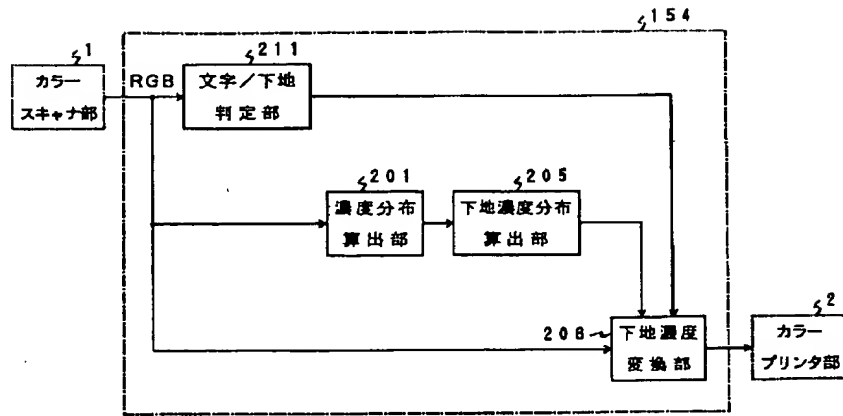 154
1
211
カラー
スキャナ部
RGB
文字／下地
判定部
201
205
濃度分布
算出部
下地濃度分布
算出部
2
206
下地濃度
変換部
カラー
プリンタ部